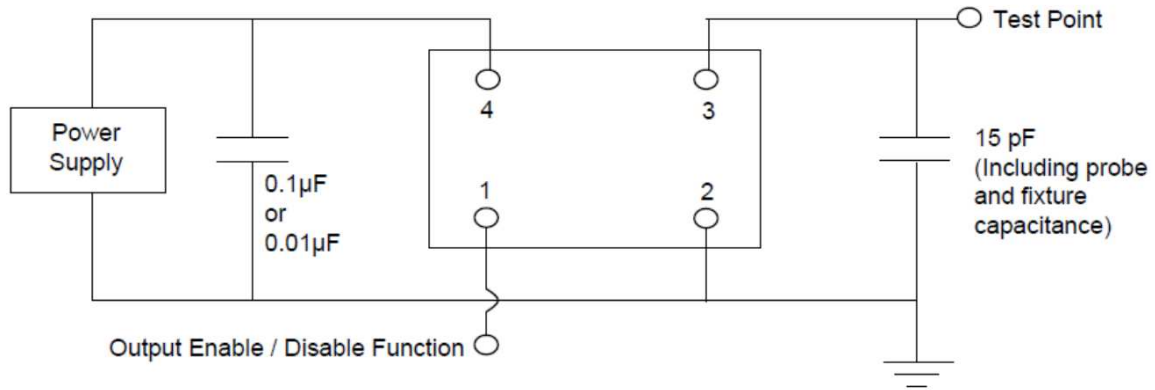 Test Point
4
3
Power
Supply
15 pF
(Including probe
and fixture
capacitance)
0.1µF
or
0.01µF
1
2
Output Enable / Disable Function